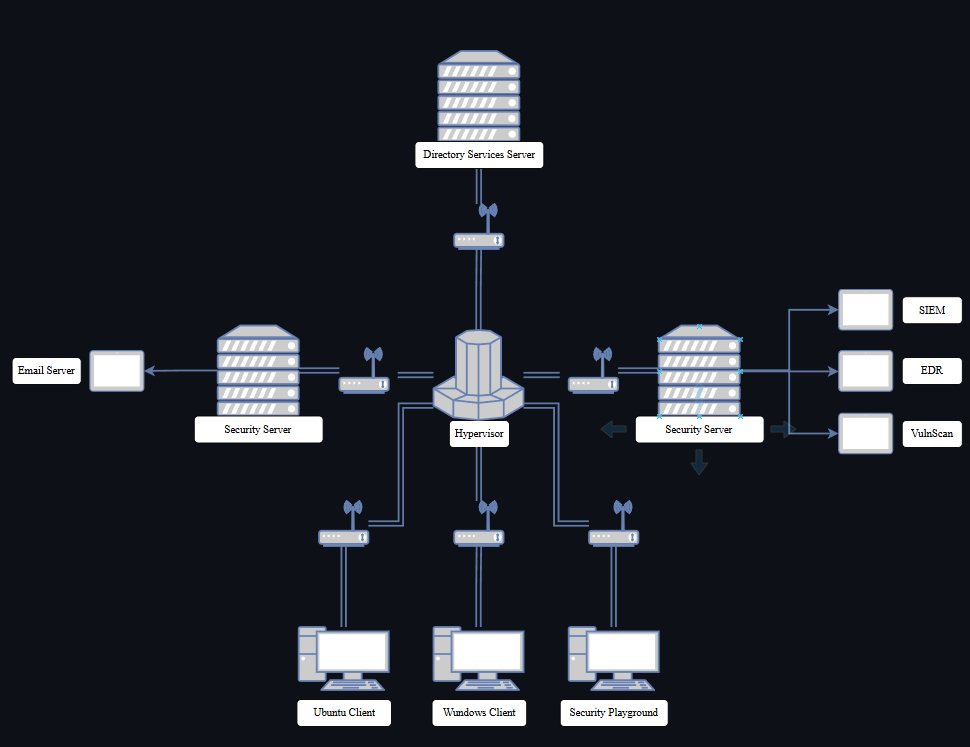 Directory Services Server
SIEM
Email Server
EDR
Security Server
Security Server
Hypervisor
VulnScan
Ubuntu Client
Wundows Client
Security Playground